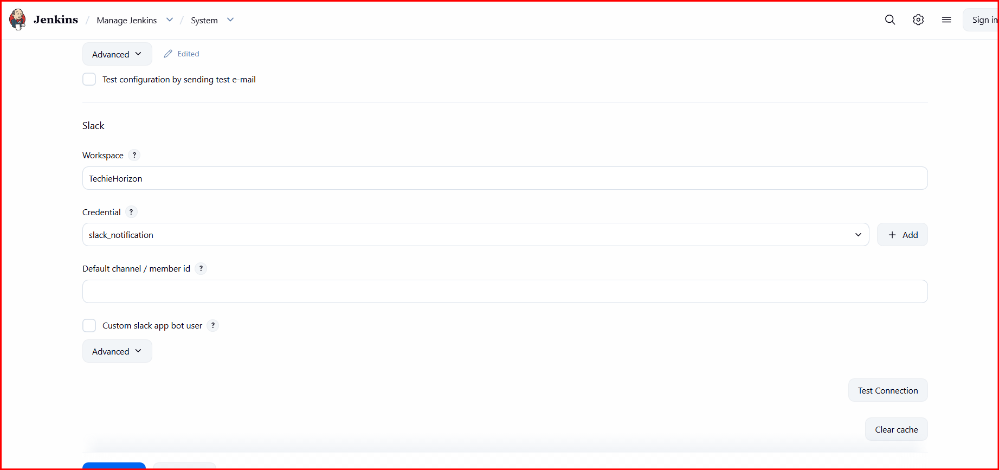 Jenkins / Manage Jenkins / System
Sign in
Advanced Edited
Test configuration by sending test e-mail
Slack
Workspace ?
TechieHorizon
Credential ?
slack_notification
+ Add
Default channel / member id ?
Custom slack app bot user ?
Advanced
Test Connection
Clear cache